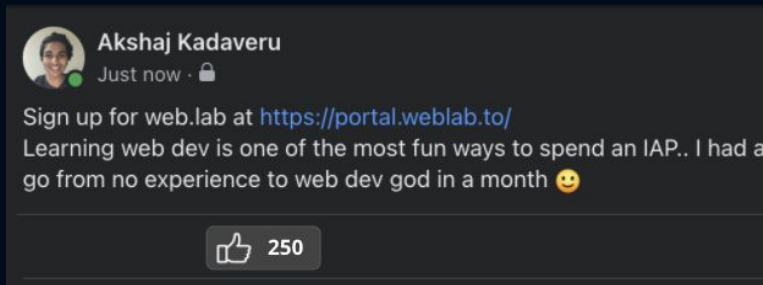 Akshaj Kadaveru
Just now ·
Sign up for web.lab at https://portal.weblab.to/
Learning web dev is one of the most fun ways to spend an IAP.. I had a
go from no experience to web dev god in a month 🙂
250